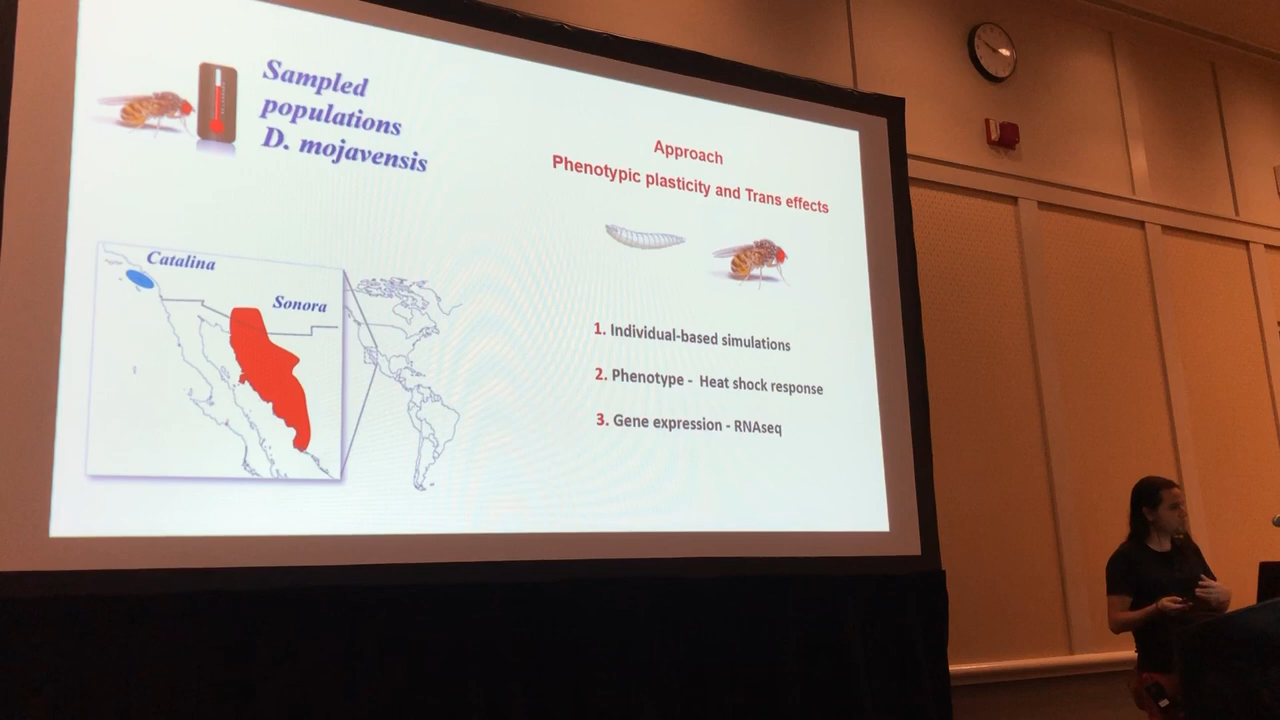 Sampled
populations
D. mojavensis
Approach
Phenotypic plasticity and Trans effects
Catalina
Sonora
1. Individual-based simulations
2. Phenotype - Heat shock response
3. Gene expression - RNAseq